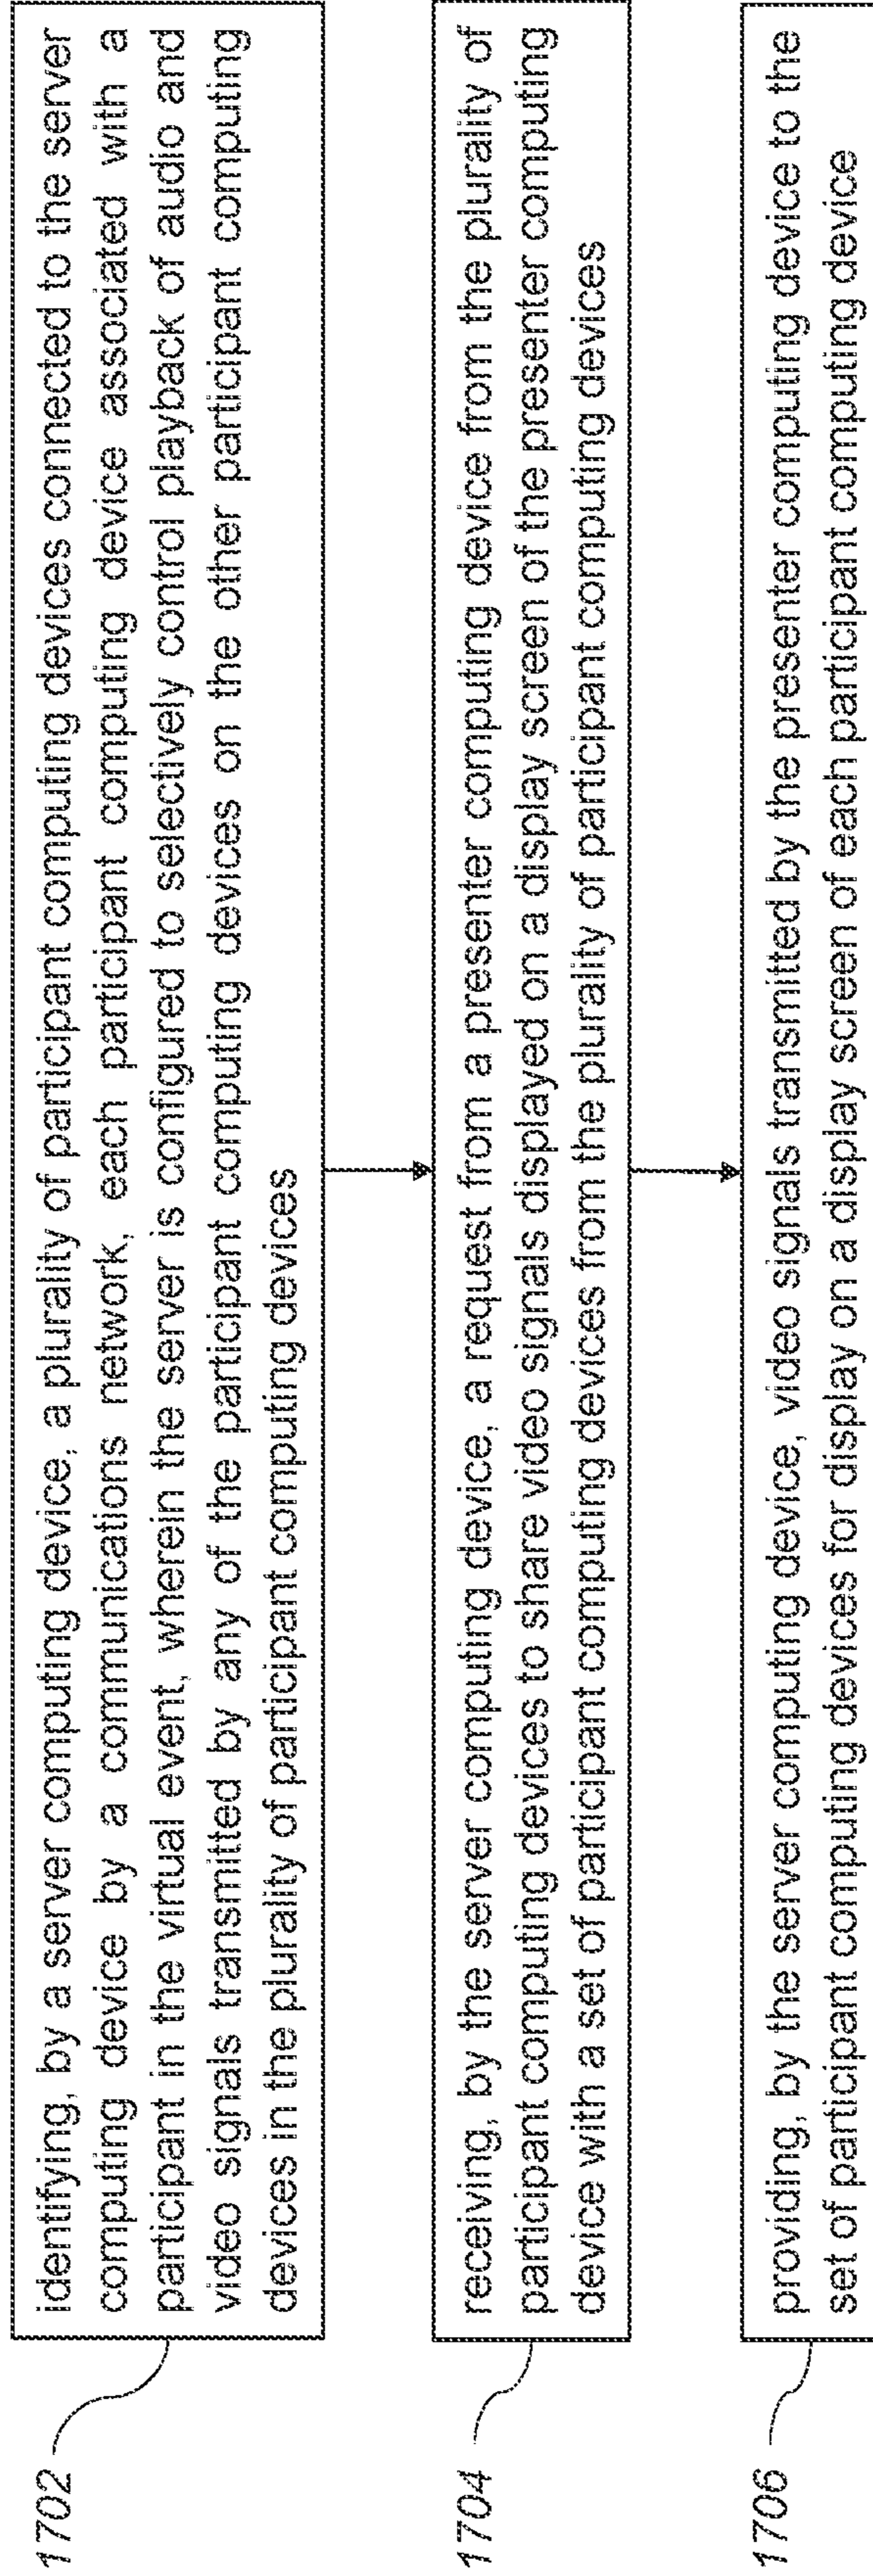 1702
identifying, by a server computing device, a plurality of participant computing devices connected to the server
computing device by a communications network, each participant computing device associated with a
participant in the virtual event, wherein the server is configured to selectively control playback of audio and
video signals transmitted by any of the participant computing devices on the other participant computing
devices in the plurality of participant computing devices
1704
receiving, by the server computing device, a request from a presenter computing device from the plurality of
participant computing devices to share video signals displayed on a display screen of the presenter computing
device with a set of participant computing devices from the plurality of participant computing devices
1706
providing, by the server computing device, video signals transmitted by the presenter computing device to the
set of participant computing devices for display on a display screen of each participant computing device